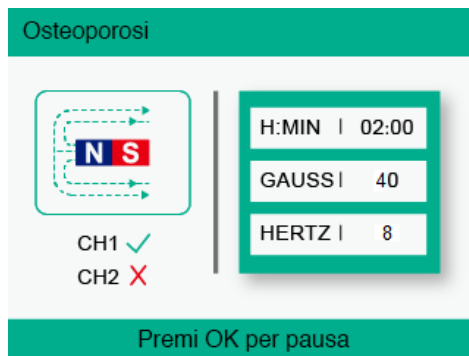 Osteoporosi
N S
CH1 ✓
CH2 X
H:MIN | 02:00
GAUSS | 40
HERTZ | 8
Premi OK per pausa